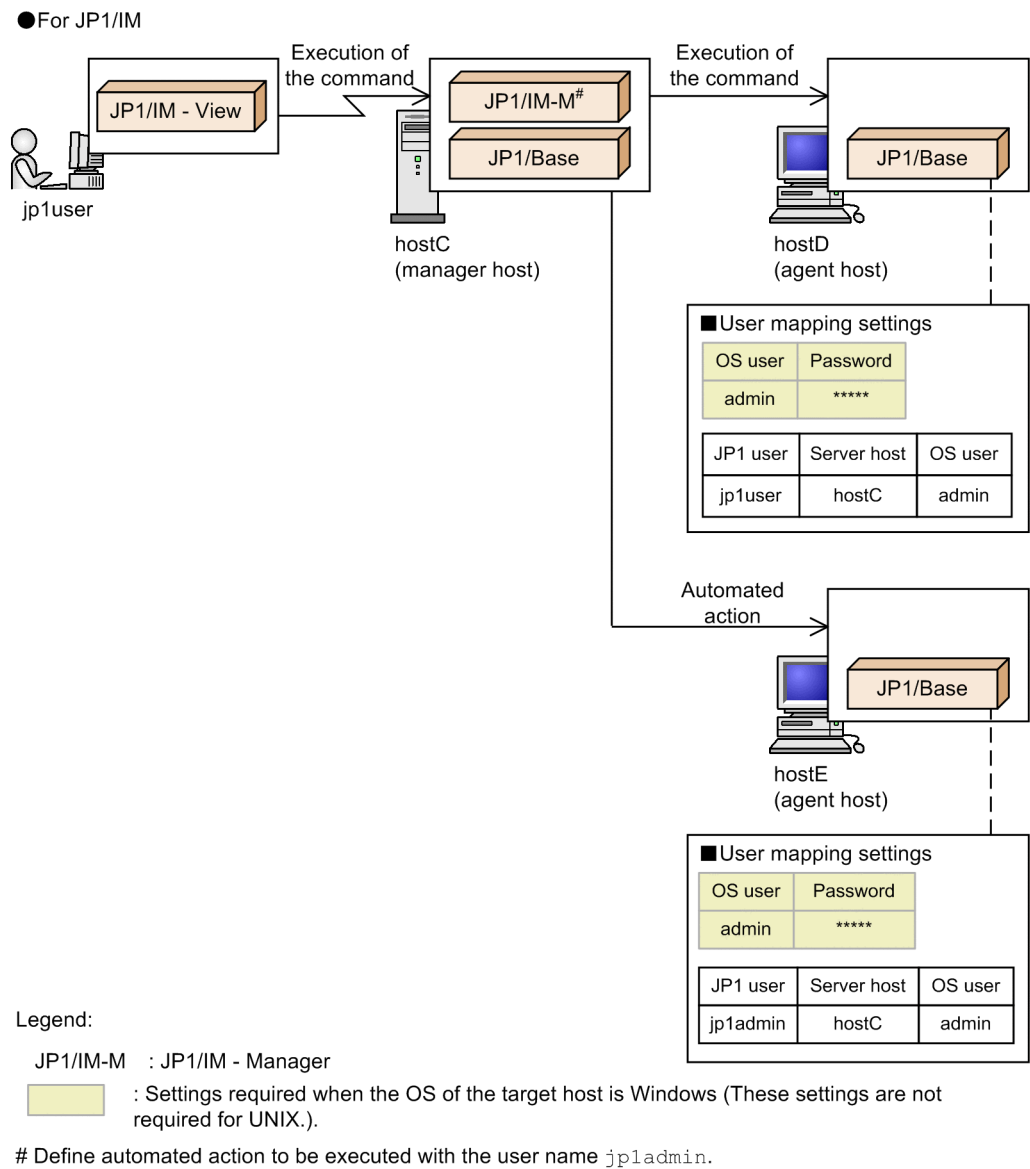 ●For JP1/IM
Execution of
the command
Execution of
the command
JP1/IM - View
JP1/IM-M#
JP1/Base
JP1/Base
jp1user
hostC
(manager host)
hostD
(agent host)
■User mapping settings
OS user Password
admin *****
JP1 user Server host OS user
jp1user hostC admin
Automated
action
JP1/Base
hostE
(agent host)
■User mapping settings
OS user Password
admin *****
JP1 user Server host OS user
jp1admin hostC admin
Legend:
JP1/IM-M : JP1/IM - Manager
: Settings required when the OS of the target host is Windows (These settings are not
required for UNIX.).
# Define automated action to be executed with the user name jp1admin.